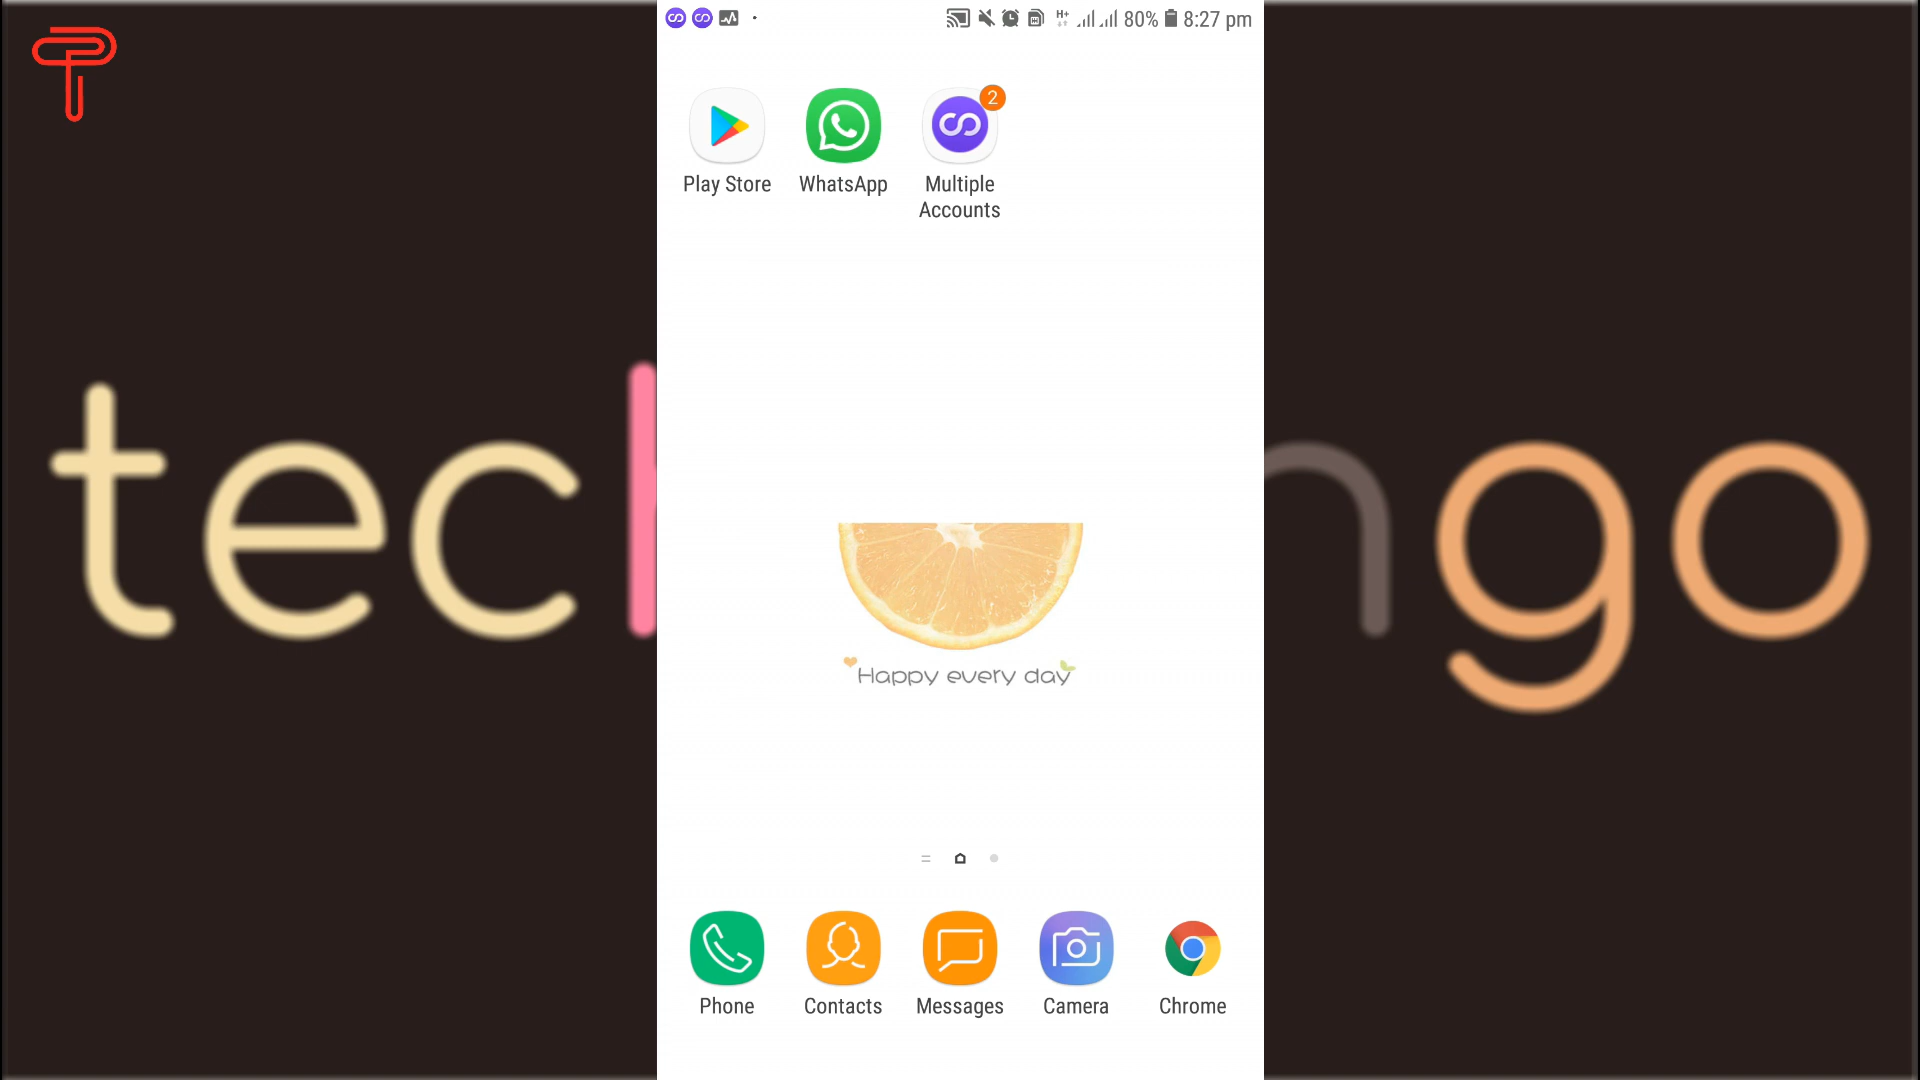 H+ 80% 8:27 pm
2
Play Store WhatsApp Multiple Accounts
tec
ngo
Happy every day
Phone Contacts Messages Camera Chrome